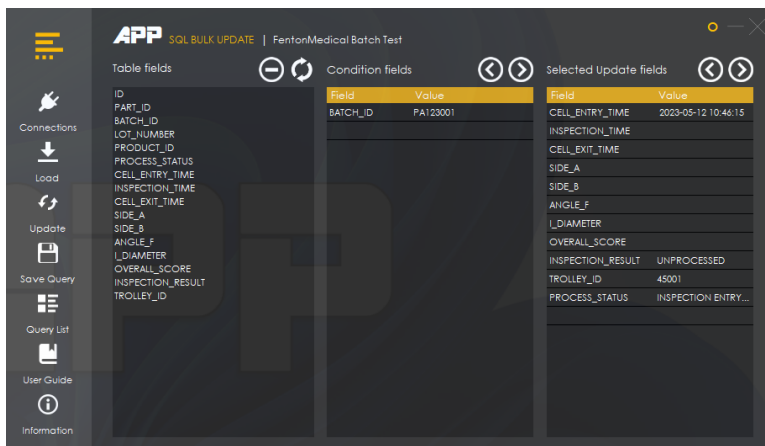 APP SQL BULK UPDATE | FentonMedical Batch Test
Connections
Load
Update
Save Query
Query List
User Guide
Information
Table fields
ID
PART_ID
BATCH_ID
LOT_NUMBER
PRODUCT_ID
PROCESS_STATUS
CELL_ENTRY_TIME
INSPECTION_TIME
CELL_EXIT_TIME
SIDE_A
SIDE_B
ANGLE_F
I_DIAMETER
OVERALL_SCORE
INSPECTION_RESULT
TROLLEY_ID
Condition fields
Field Value
BATCH_ID PA123001
Selected Update fields
Field Value
CELL_ENTRY_TIME 2023-05-12 10:46:15
INSPECTION_TIME
CELL_EXIT_TIME
SIDE_A
SIDE_B
ANGLE_F
I_DIAMETER
OVERALL_SCORE
INSPECTION_RESULT UNPROCESSED
TROLLEY_ID 45001
PROCESS_STATUS INSPECTION ENTRY...
APP